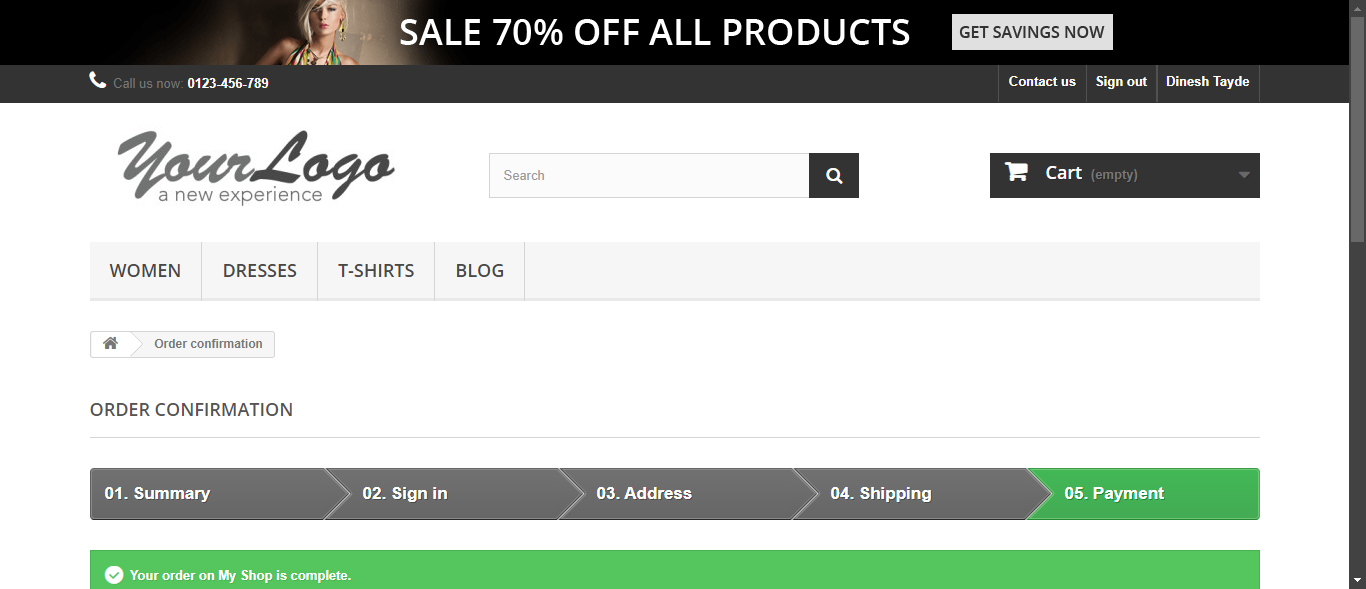 SALE 70% OFF ALL PRODUCTS GET SAVINGS NOW
Call us now: 0123-456-789 Contact us Sign out Dinesh Tayde
YourLogo
a new experience
Search
Cart (empty)
WOMEN DRESSES T-SHIRTS BLOG
Order confirmation
ORDER CONFIRMATION
01. Summary 02. Sign in 03. Address 04. Shipping 05. Payment
Your order on My Shop is complete.